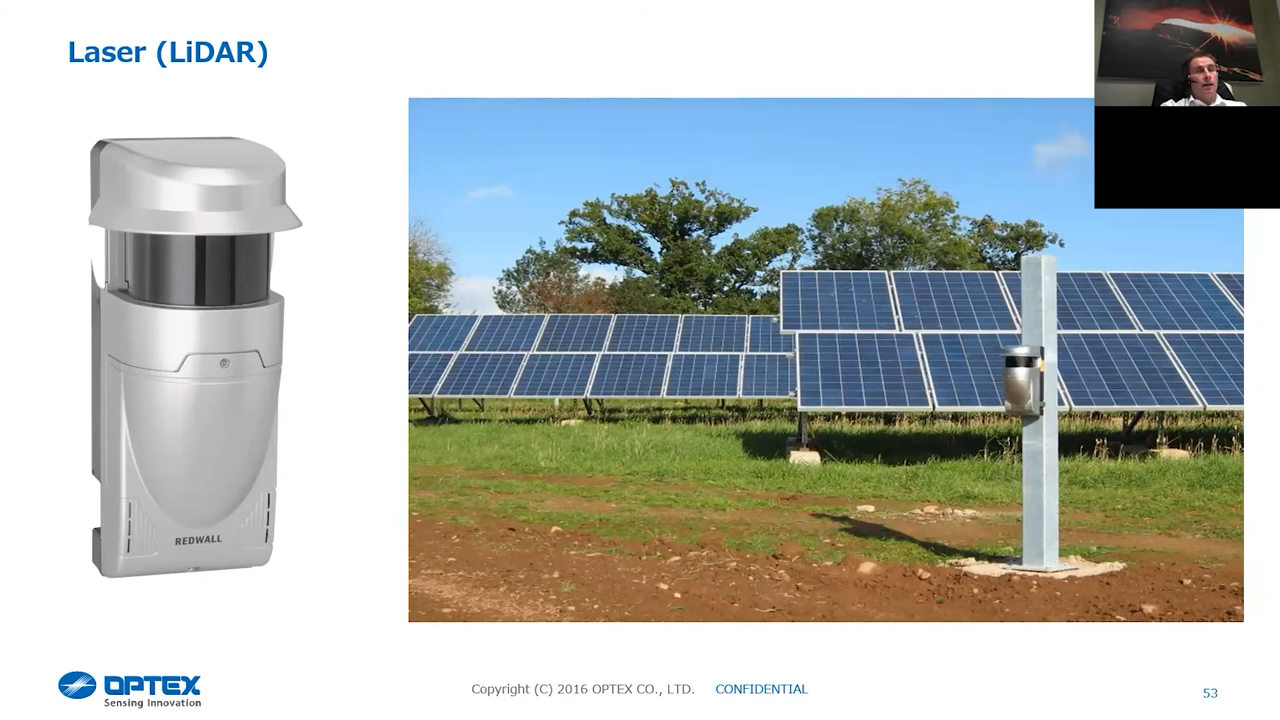 Laser (LiDAR)
REDWALL
OPTEX
Sensing Innovation
Copyright (C) 2016 OPTEX CO., LTD. CONFIDENTIAL
53